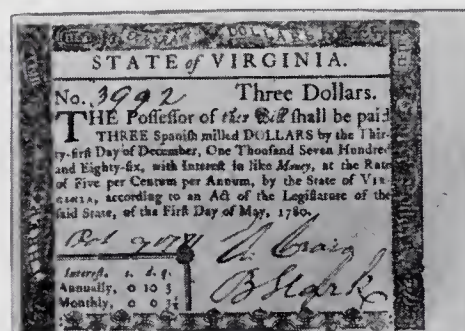 DOLLARS
STATE of VIRGINIA.
No. 3992 Three Dollars.
THE Poſſeſſor of this Bill ſhall be paid
THREE Spaniſh milled DOLLARS by the Thir-
ty-firſt Day of December, One Thouſand Seven Hundred
and Eighty-ſix, with Intereſt in like Money, at the Rate
of Five per Centum per Annum, by the State of VIR-
GINIA, according to an Act of the Legiſlature of the
ſaid State, of the Firſt Day of May, 1780.
Intereſt. s. d. q.
Annually, 0 10 3
Monthly, 0 0 3½
THREE